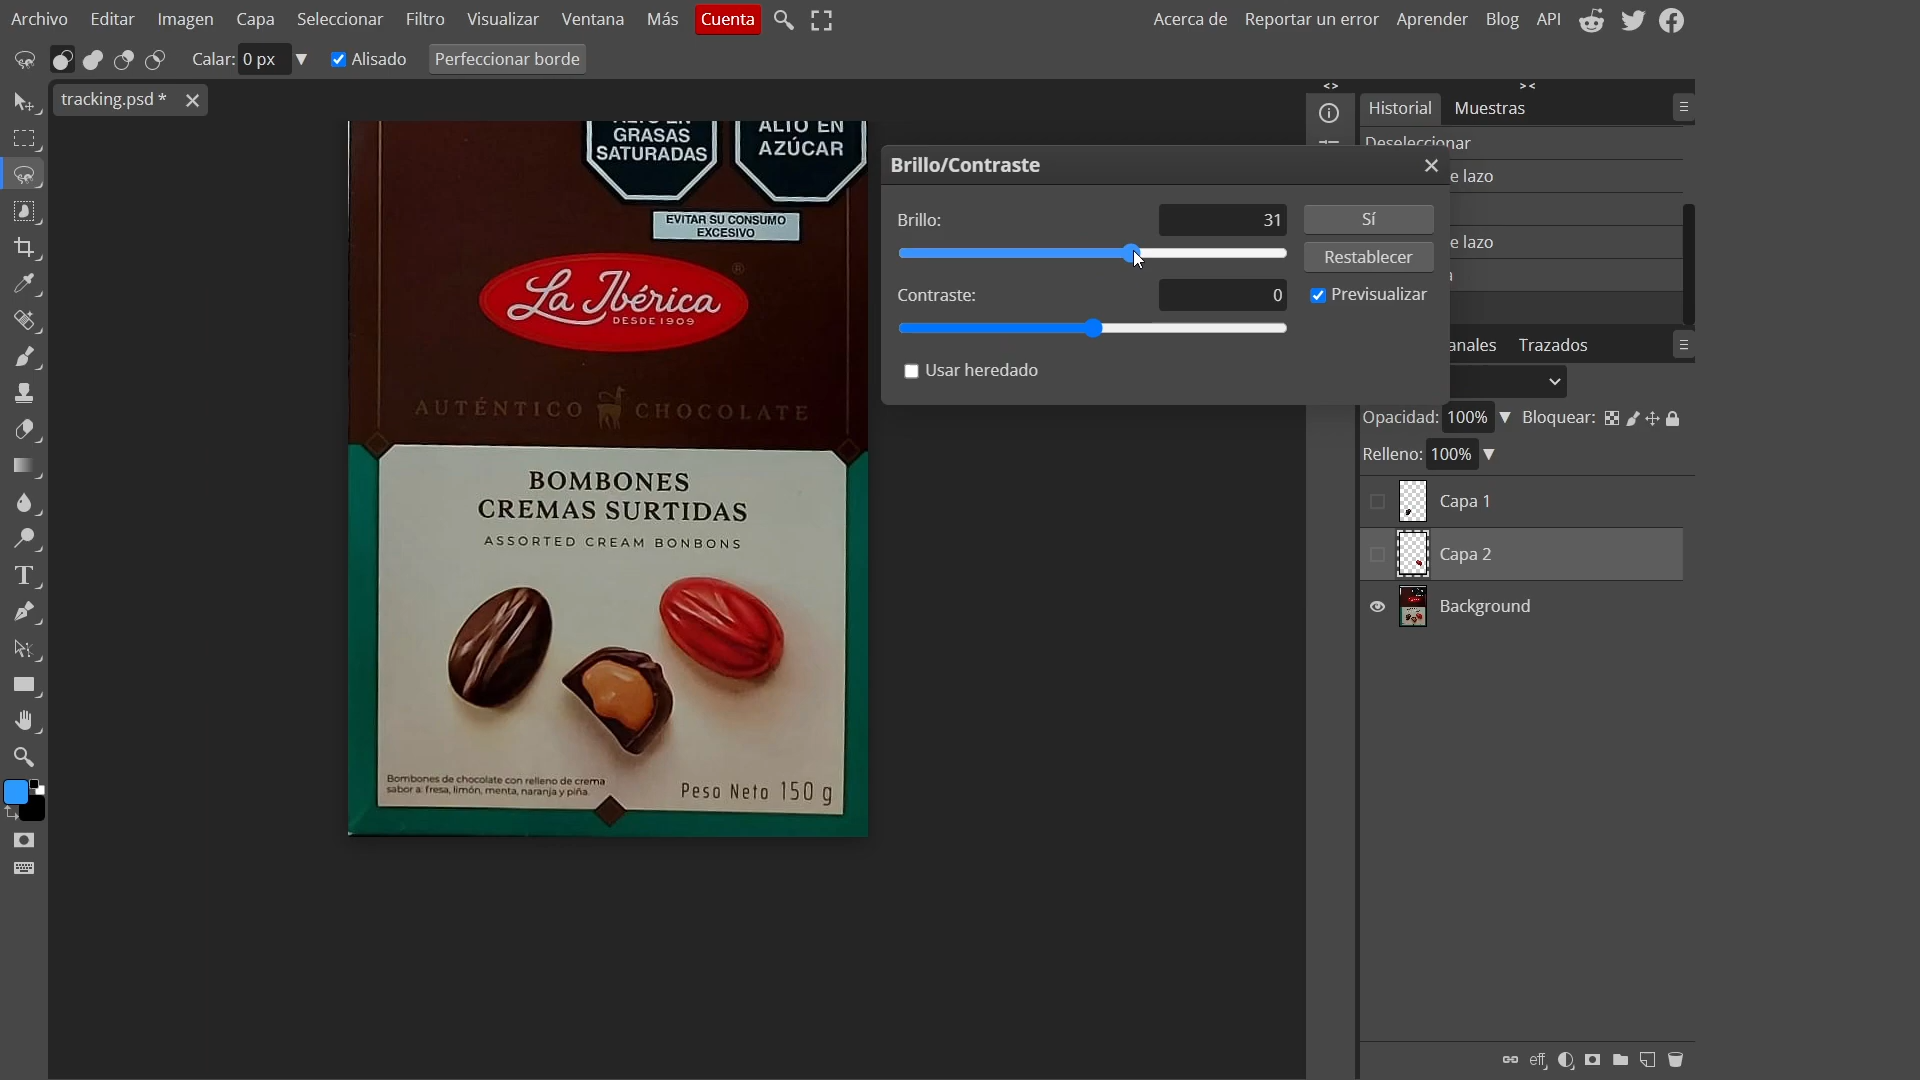 Archivo Editar Imagen Capa Seleccionar Filtro Visualizar Ventana Más Cuenta Acerca de Reportar un error Aprender Blog API
Calar: 0 px Alisado Perfeccionar borde
tracking.psd *
Historial Muestras
Deseleccionar
e lazo
e lazo
a
Brillo/Contraste
Brillo: 31 Sí
Restablecer
Contraste: 0 Previsualizar
Usar heredado
anales Trazados
Opacidad: 100% Bloquear:
Relleno: 100%
Capa 1
Capa 2
Background
eff
ALTO EN
GRASAS
SATURADAS
ALTO EN
AZÚCAR
EVITAR SU CONSUMO
EXCESIVO
La Ibérica ®
DESDE 1909
AUTÉNTICO CHOCOLATE
BOMBONES
CREMAS SURTIDAS
ASSORTED CREAM BONBONS
Bombones de chocolate con relleno de crema
sabor a: fresa, limón, menta, naranja y piña.
Peso Neto 150 g